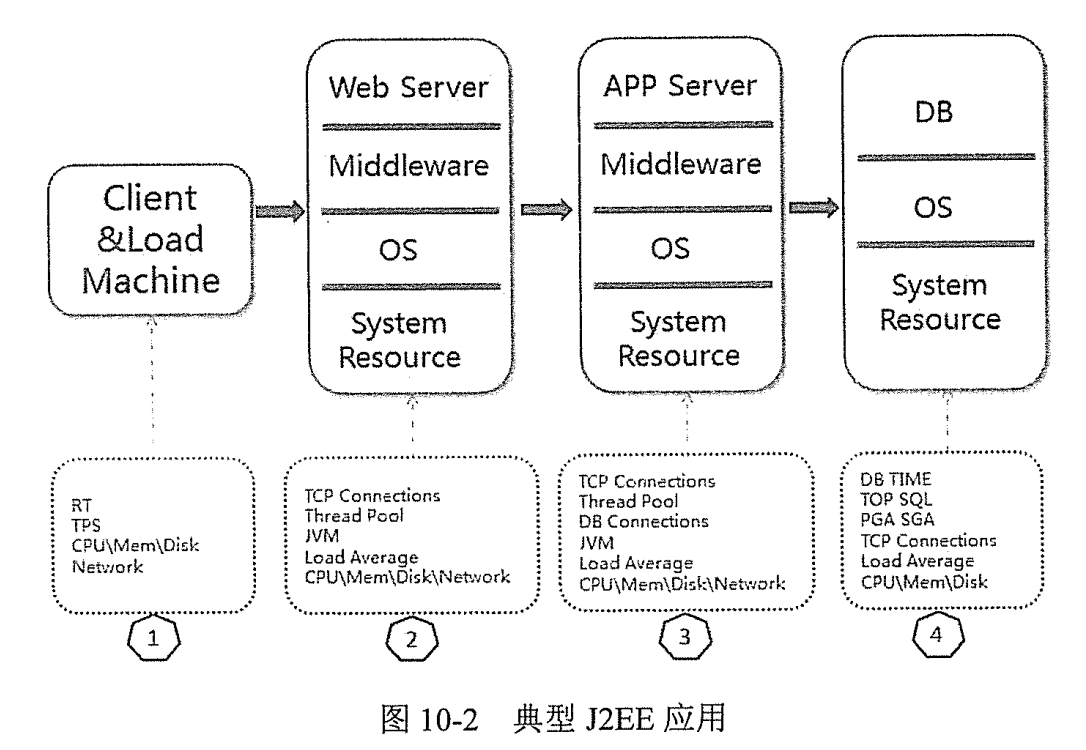 Client
&Load
Machine
Web Server
Middleware
OS
System
Resource
APP Server
Middleware
OS
System
Resource
DB
OS
System
Resource
RT
TPS
CPU\Mem\Disk
Network
TCP Connections
Thread Pool
JVM
Load Average
CPU\Mem\Disk\Network
TCP Connections
Thread Pool
DB Connections
JVM
Load Average
CPU\Mem\Disk\Network
DB TIME
TOP SQL
PGA SGA
TCP Connections
Load Average
CPU\Mem\Disk
1
2
3
4
图 10-2 典型 J2EE 应用